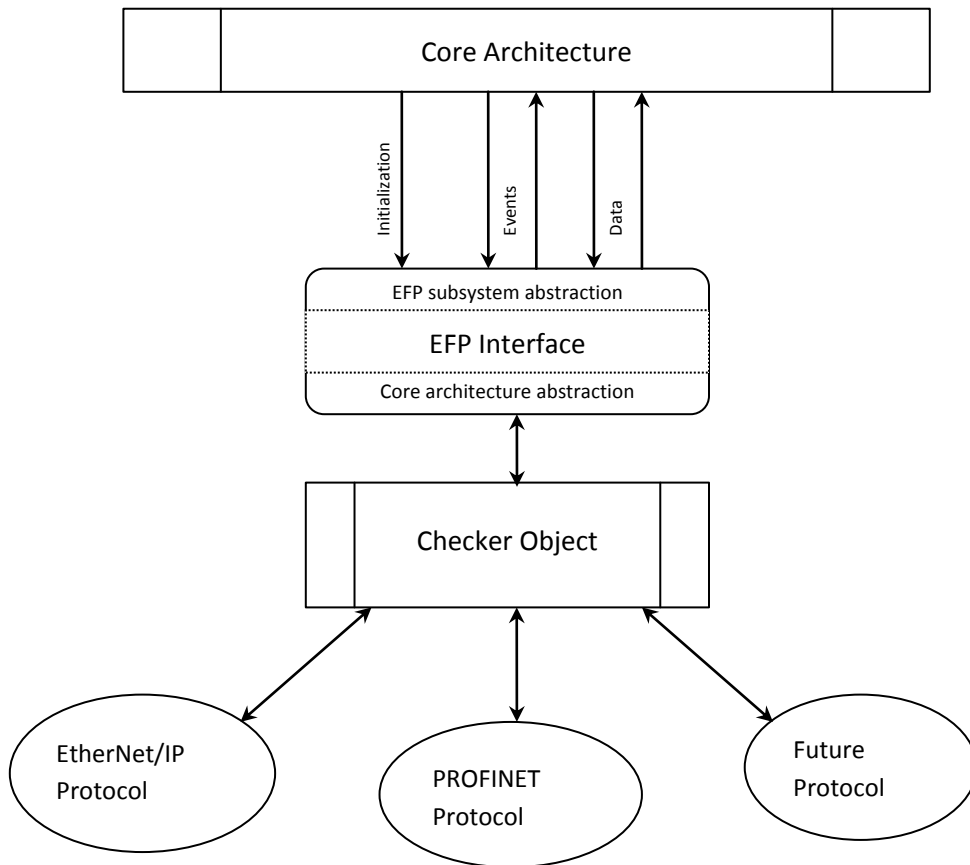 Core Architecture
Initialization
Events
Data
EFP subsystem abstraction
EFP Interface
Core architecture abstraction
Checker Object
EtherNet/IP
Protocol
PROFINET
Protocol
Future
Protocol